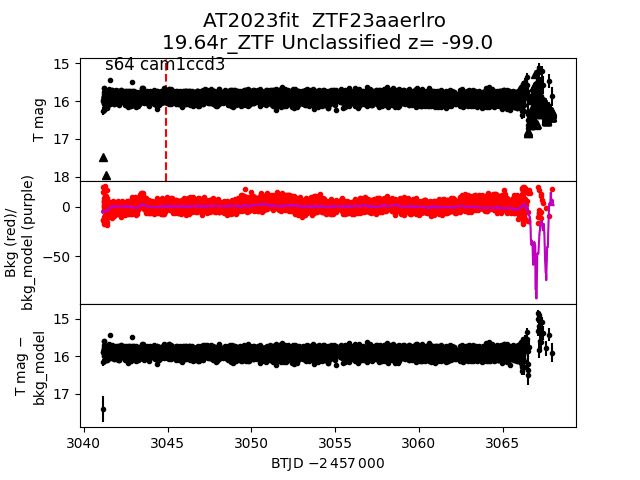 AT2023fit  ZTF23aaerlro
19.64r_ZTF Unclassified z= -99.0
s64 cam1ccd3
15
16
17
18
T mag
0
−50
Bkg (red)/
bkg_model (purple)
15
16
17
T mag −
bkg_model
3040
3045
3050
3055
3060
3065
BTJD −2 457 000